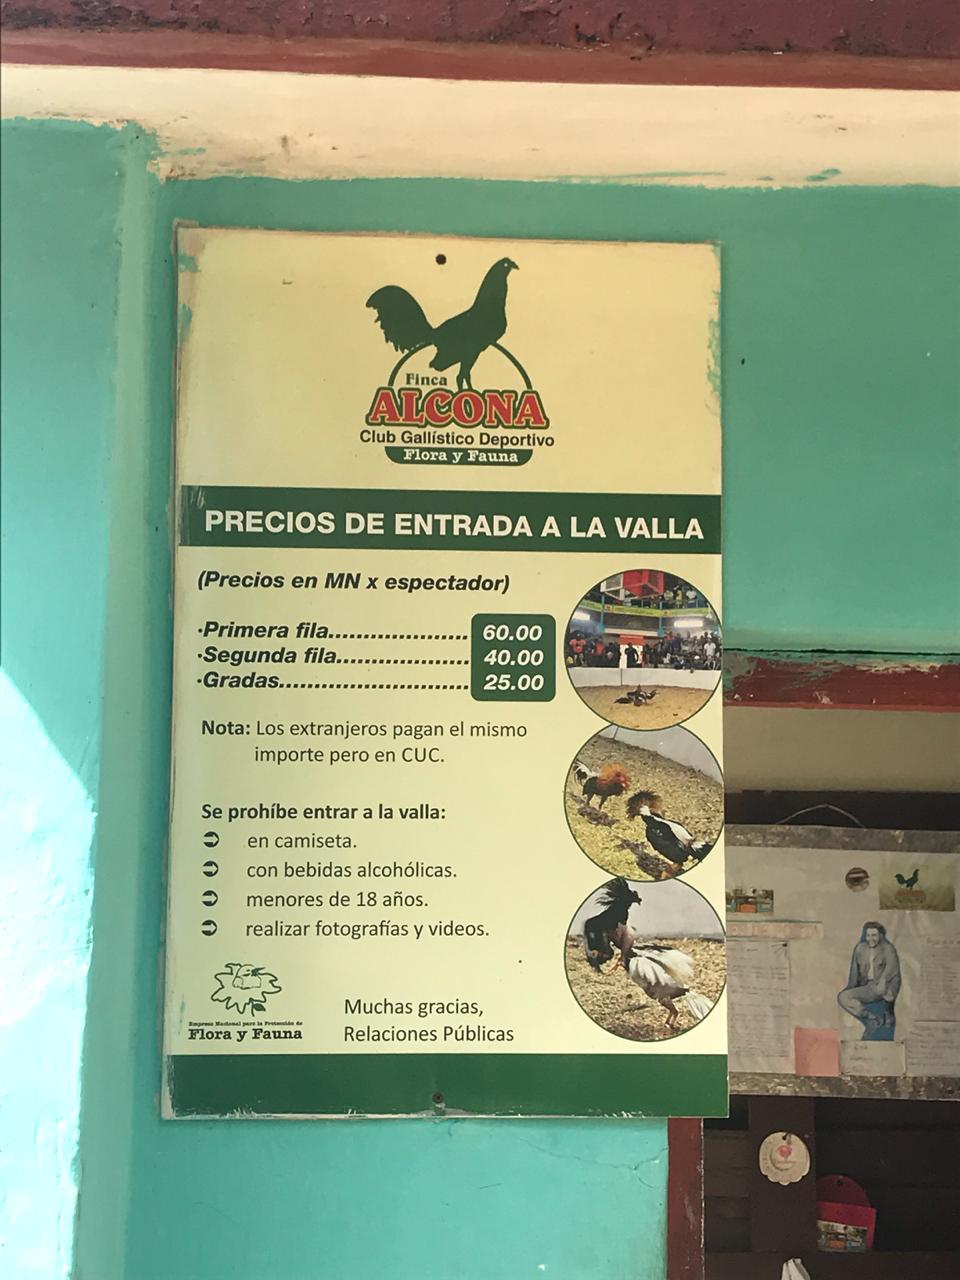 Finca
ALCONA
Club Gallístico Deportivo
Flora y Fauna
PRECIOS DE ENTRADA A LA VALLA
(Precios en MN x espectador)
·Primera fila.................... 60.00
·Segunda fila................... 40.00
·Gradas........................... 25.00
Nota: Los extranjeros pagan el mismo
importe pero en CUC.
Se prohíbe entrar a la valla:
➲ en camiseta.
➲ con bebidas alcohólicas.
➲ menores de 18 años.
➲ realizar fotografías y videos.
Empresa Nacional para la Protección de
Flora y Fauna
Muchas gracias,
Relaciones Públicas